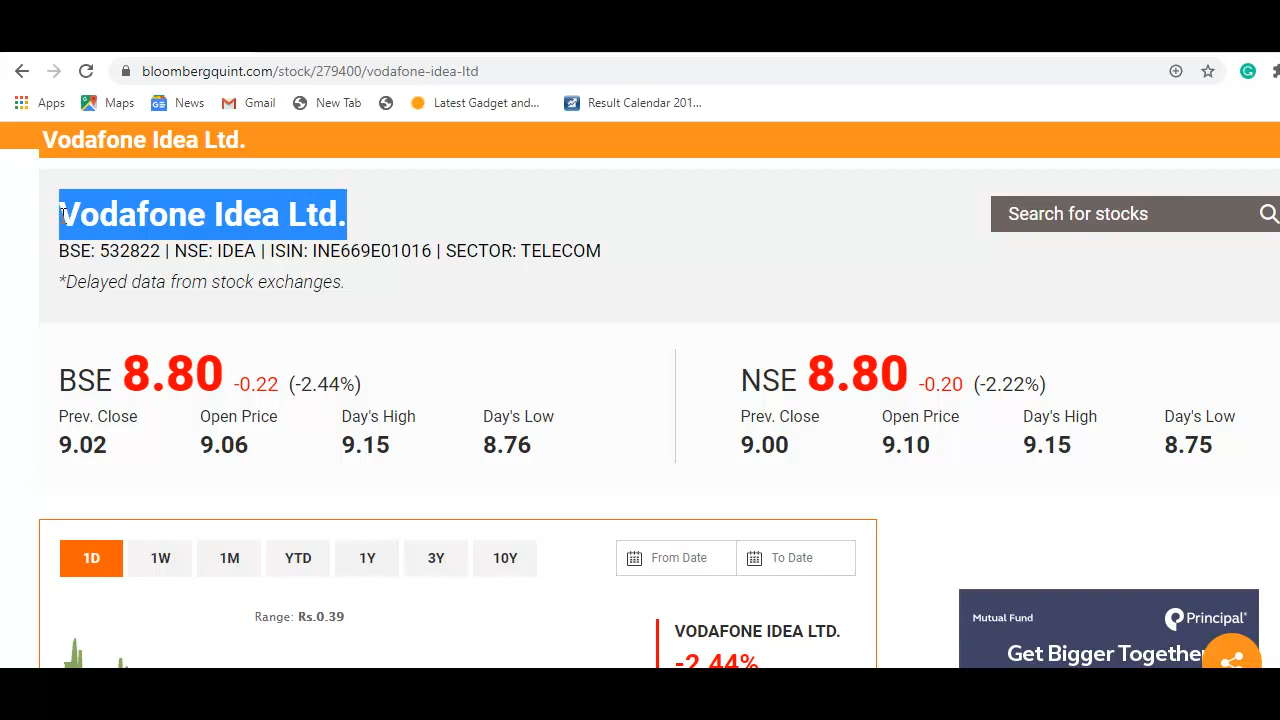 bloombergquint.com/stock/279400/vodafone-idea-ltd
Apps Maps News Gmail New Tab Latest Gadget and... Result Calendar 201...
Vodafone Idea Ltd.
Vodafone Idea Ltd.
Search for stocks
BSE: 532822 | NSE: IDEA | ISIN: INE669E01016 | SECTOR: TELECOM
*Delayed data from stock exchanges.
BSE 8.80 -0.22 (-2.44%)
Prev. Close Open Price Day's High Day's Low
9.02 9.06 9.15 8.76
NSE 8.80 -0.20 (-2.22%)
Prev. Close Open Price Day's High Day's Low
9.00 9.10 9.15 8.75
1D 1W 1M YTD 1Y 3Y 10Y
From Date To Date
Range: Rs.0.39
VODAFONE IDEA LTD.
-2.44%
Mutual Fund
Principal®
Get Bigger Together